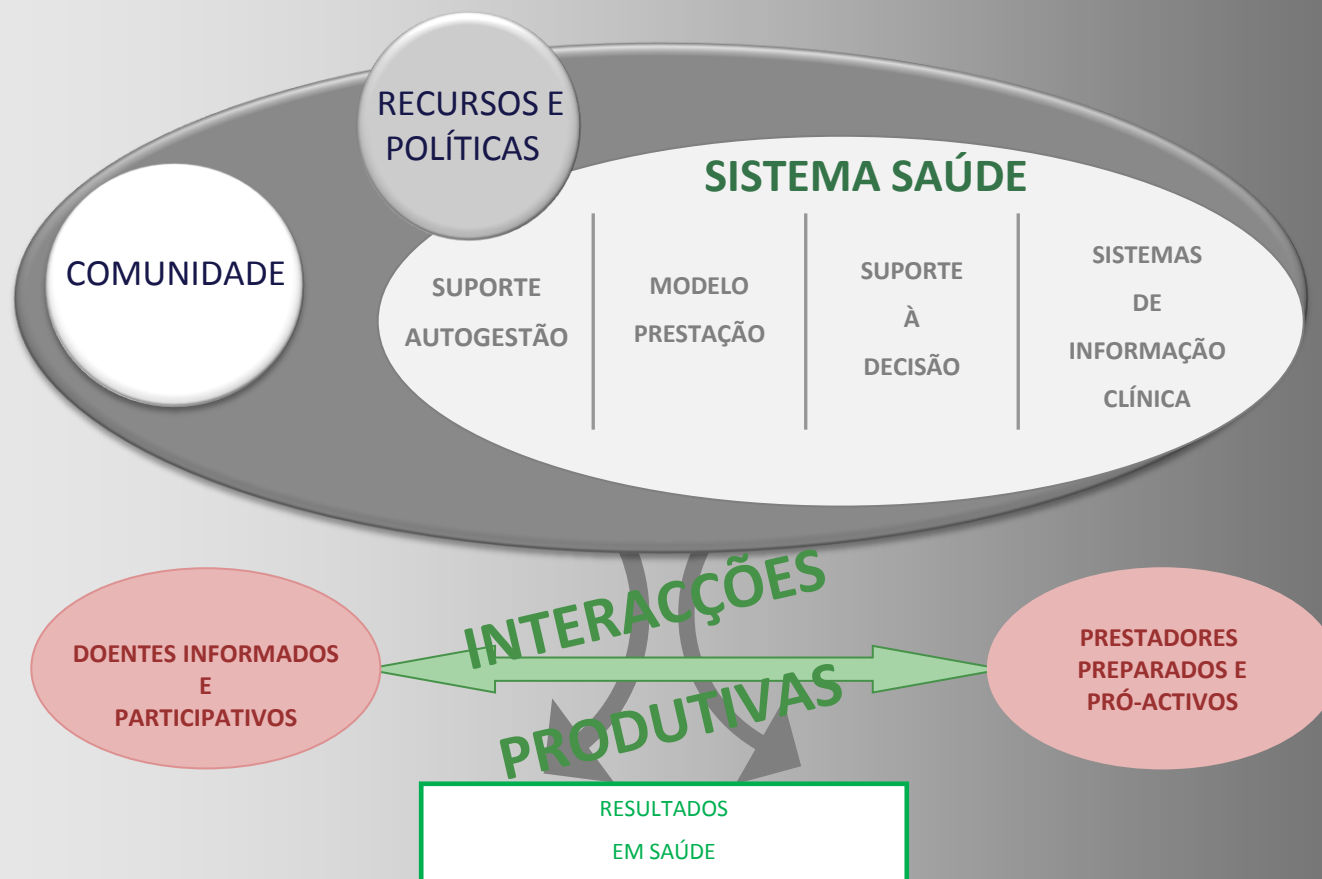 RECURSOS E
POLÍTICAS
SISTEMA SAÚDE
COMUNIDADE
SUPORTE
AUTOGESTÃO
MODELO
PRESTAÇÃO
SUPORTE
À
DECISÃO
SISTEMAS
DE
INFORMAÇÃO
CLÍNICA
INTERACÇÕES
PRODUTIVAS
DOENTES INFORMADOS
E
PARTICIPATIVOS
PRESTADORES
PREPARADOS E
PRÓ-ACTIVOS
RESULTADOS
EM SAÚDE